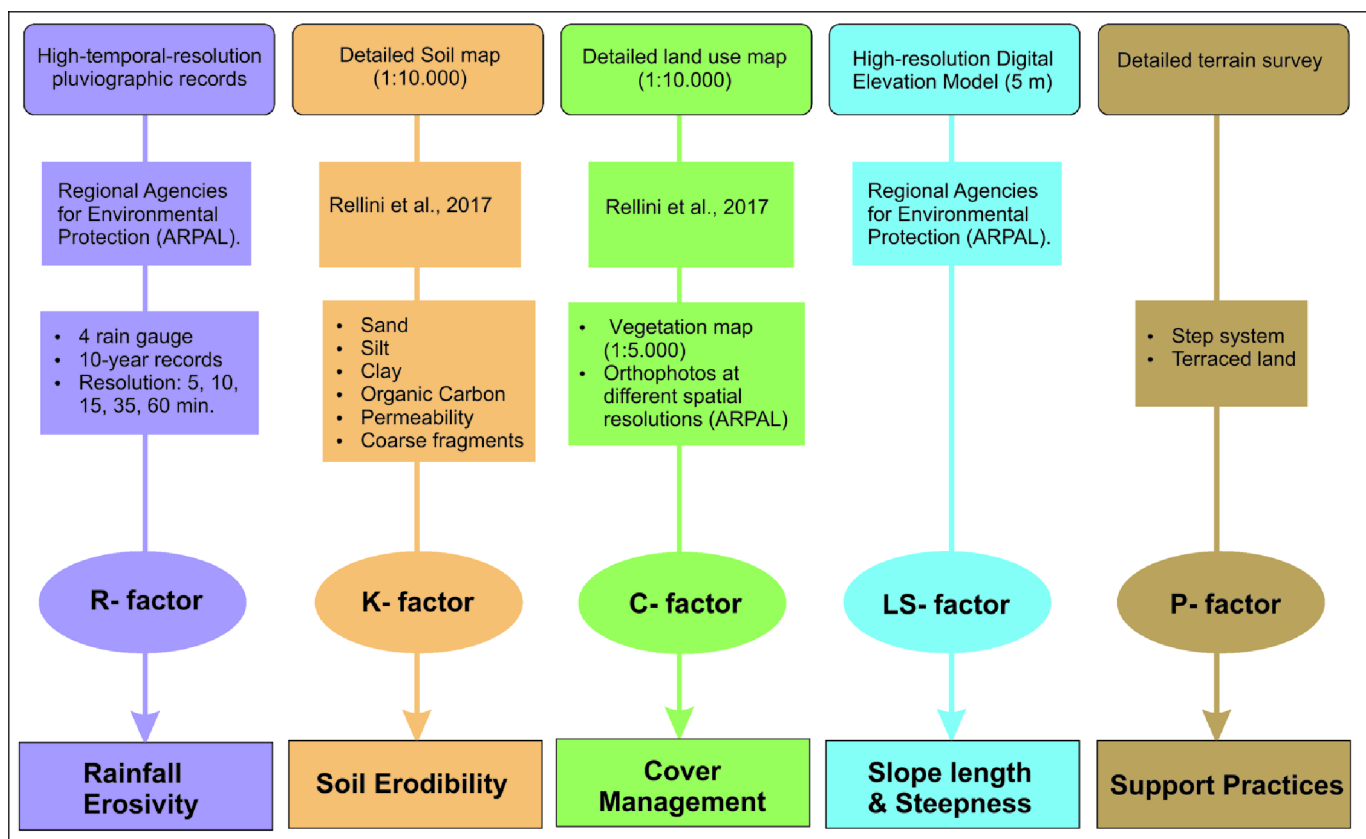 High-temporal-resolution
pluviographic records
Regional Agencies
for Environmental
Protection (ARPAL).
• 4 rain gauge
• 10-year records
• Resolution: 5, 10,
15, 35, 60 min.
R- factor
Rainfall
Erosivity
Detailed Soil map
(1:10.000)
Rellini et al., 2017
• Sand
• Silt
• Clay
• Organic Carbon
• Permeability
• Coarse fragments
K- factor
Soil Erodibility
Detailed land use map
(1:10.000)
Rellini et al., 2017
• Vegetation map
(1:5.000)
• Orthophotos at
different spatial
resolutions (ARPAL)
C- factor
Cover
Management
High-resolution Digital
Elevation Model (5 m)
Regional Agencies
for Environmental
Protection (ARPAL).
LS- factor
Slope length
& Steepness
Detailed terrain survey
• Step system
• Terraced land
P- factor
Support Practices